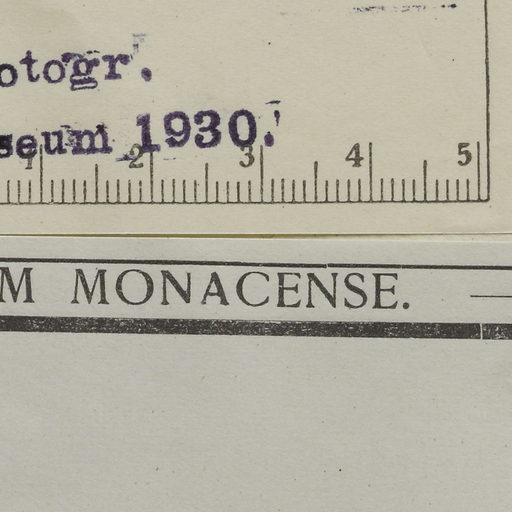 otogr.
seum 1930.
1 2 3 4 5
M MONACENSE.